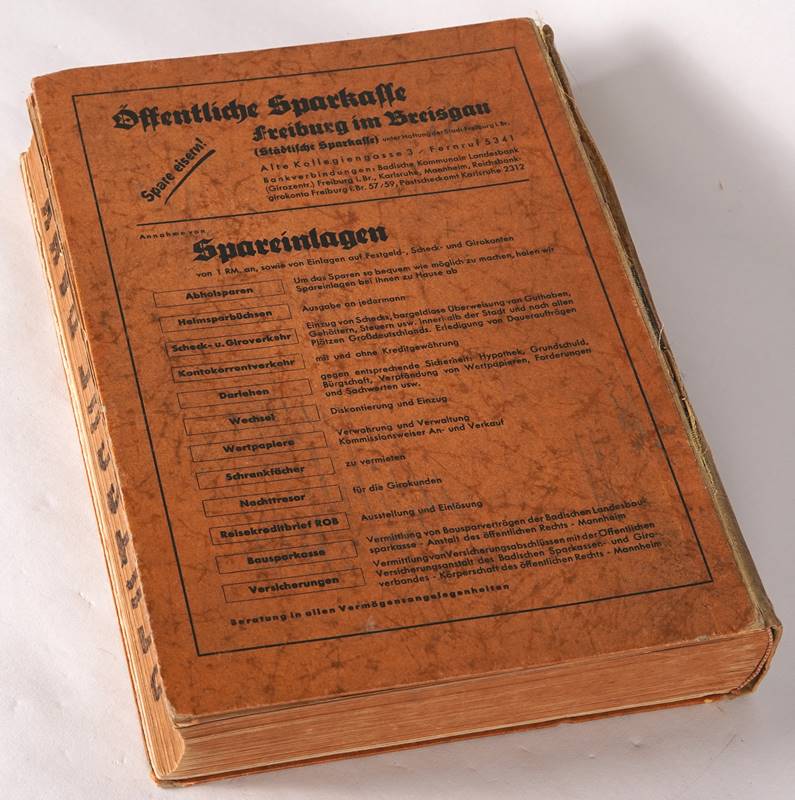 Öffentliche Sparkasse
Freiburg im Breisgau
(Städtische Sparkasse) unter Haftung der Stadt Freiburg i. Br.
Spare eisern!
Alte Kollegiengasse 3 / Fernruf 5341
Bankverbindungen: Badische Kommunale Landesbank
(Girozentr.) Freiburg i. Br., Karlsruhe, Mannheim, Reichsbank-
girokonto Freiburg i. Br. 57/59, Postscheckamt Karlsruhe 2312
Annahme von
Spareinlagen
von 1 RM. an, sowie von Einlagen auf Festgeld-, Scheck- und Girokonten
Abholsparen
Um das Sparen so bequem wie möglich zu machen, holen wir
Spareinlagen bei Ihnen zu Hause ab
Heimsparbüchsen
Ausgabe an jedermann
Scheck- u. Giroverkehr
Einzug von Schecks, bargeldlose Überweisung von Guthaben,
Gehältern, Steuern usw. innerhalb der Stadt und nach allen
Plätzen Großdeutschlands. Erledigung von Daueraufträgen
Kontokorrentverkehr
mit und ohne Kreditgewährung
Darlehen
gegen entsprechende Sicherheit: Hypothek, Grundschuld,
Bürgschaft, Verpfändung von Wertpapieren, Forderungen
und Sachwerten usw.
Wechsel
Diskontierung und Einzug
Wertpapiere
Verwahrung und Verwaltung
Kommissionsweiser An- und Verkauf
Schrankfächer
zu vermieten
Nachttresor
für die Girokunden
Reisekreditbrief ROB
Ausstellung und Einlösung
Bausparkasse
Vermittlung von Bausparverträgen der Badischen Landesbau-
sparkasse - Anstalt des öffentlichen Rechts - Mannheim
Versicherungen
Vermittlung von Versicherungsabschlüssen mit der Öffentlichen
Versicherungsanstalt des Badischen Sparkassen- und Giro-
verbandes - Körperschaft des öffentlichen Rechts - Mannheim
Beratung in allen Vermögensangelegenheiten